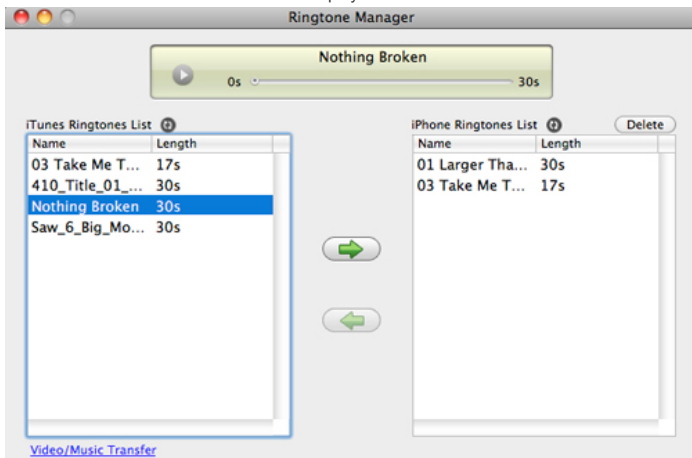 Ringtone Manager
Nothing Broken
0s 30s
iTunes Ringtones List iPhone Ringtones List Delete
Name Length Name Length
03 Take Me T... 17s 01 Larger Tha... 30s
410_Title_01_... 30s 03 Take Me T... 17s
Nothing Broken 30s
Saw_6_Big_Mo... 30s
Video/Music Transfer